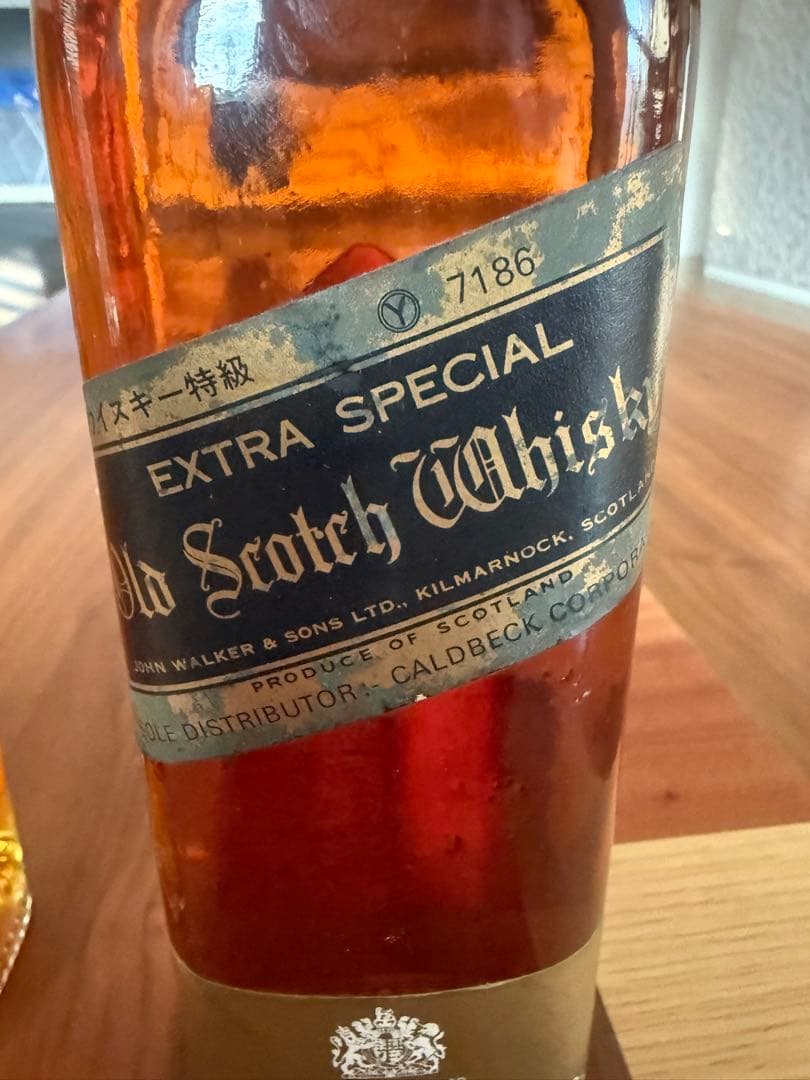 ウイスキー特級 Ⓨ 7186
EXTRA SPECIAL
Old Scotch Whisky
JOHN WALKER & SONS LTD., KILMARNOCK, SCOTLAND
PRODUCE OF SCOTLAND
SOLE DISTRIBUTOR:- CALDBECK